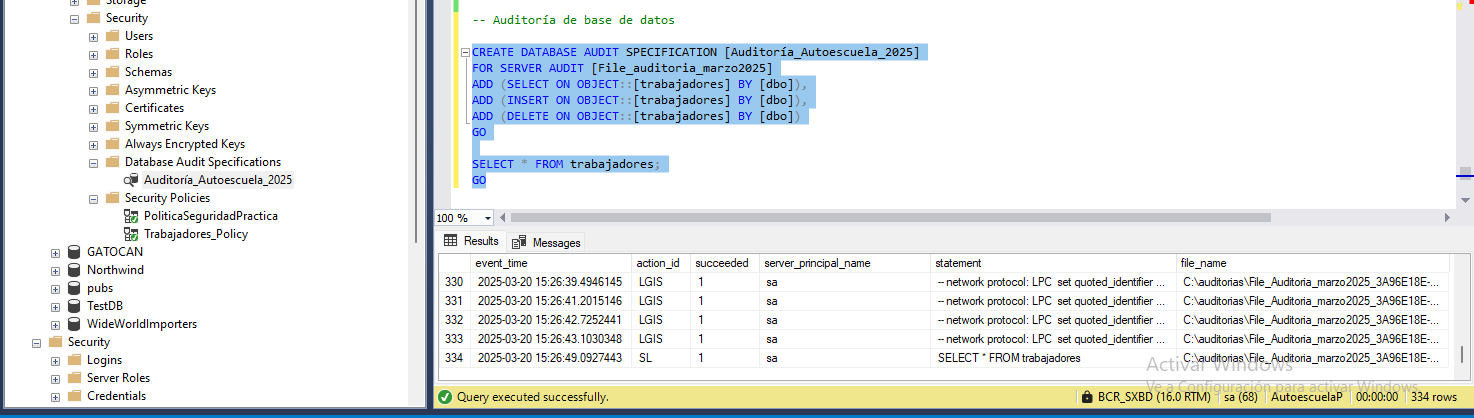 Storage
Security
Users
Roles
Schemas
Asymmetric Keys
Certificates
Symmetric Keys
Always Encrypted Keys
Database Audit Specifications
Auditoría_Autoescuela_2025
Security Policies
PoliticaSeguridadPractica
Trabajadores_Policy
GATOCAN
Northwind
pubs
TestDB
WideWorldImporters
Security
Logins
Server Roles
Credentials
-- Auditoría de base de datos
CREATE DATABASE AUDIT SPECIFICATION [Auditoría_Autoescuela_2025]
FOR SERVER AUDIT [File_auditoria_marzo2025]
ADD (SELECT ON OBJECT::[trabajadores] BY [dbo]),
ADD (INSERT ON OBJECT::[trabajadores] BY [dbo]),
ADD (DELETE ON OBJECT::[trabajadores] BY [dbo])
GO
SELECT * FROM trabajadores;
GO
100 %
Results Messages
event_time action_id succeeded server_principal_name statement file_name
330 2025-03-20 15:26:39.4946145 LGIS 1 sa -- network protocol: LPC set quoted_identifier ... C:\auditorias\File_Auditoria_marzo2025_3A96E18E-...
331 2025-03-20 15:26:41.2015146 LGIS 1 sa -- network protocol: LPC set quoted_identifier ... C:\auditorias\File_Auditoria_marzo2025_3A96E18E-...
332 2025-03-20 15:26:42.7252441 LGIS 1 sa -- network protocol: LPC set quoted_identifier ... C:\auditorias\File_Auditoria_marzo2025_3A96E18E-...
333 2025-03-20 15:26:43.1030348 LGIS 1 sa -- network protocol: LPC set quoted_identifier ... C:\auditorias\File_Auditoria_marzo2025_3A96E18E-...
334 2025-03-20 15:26:49.0927443 SL 1 sa SELECT * FROM trabajadores C:\auditorias\File_Auditoria_marzo2025_3A96E18E-...
Activar Windows
Ve a Configuración para activar Windows.
Query executed successfully. BCR_SXBD (16.0 RTM) sa (68) AutoescuelaP 00:00:00 334 rows